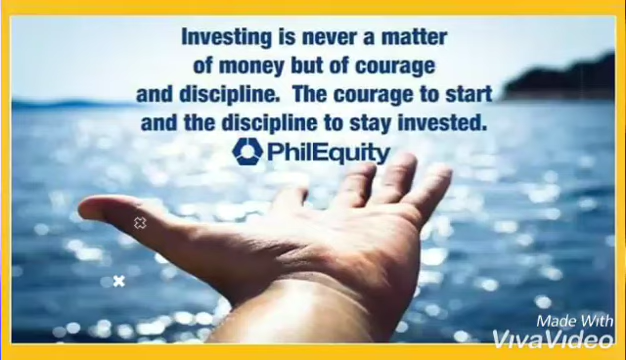 Investing is never a matter
of money but of courage
and discipline. The courage to start
and the discipline to stay invested.
PhilEquity
Made With
VivaVideo